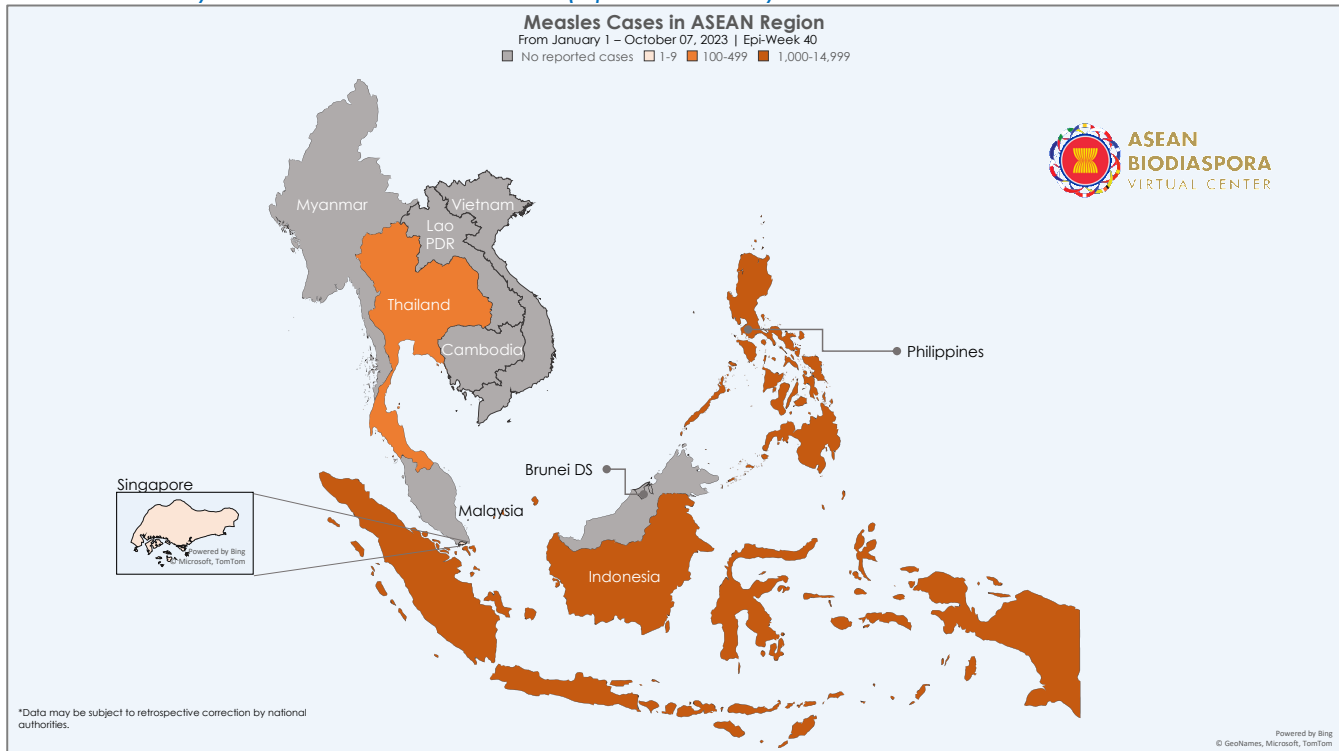 Measles Cases in ASEAN Region
From January 1 – October 07, 2023 | Epi-Week 40
No reported cases 1-9 100-499 1,000-14,999
ASEAN
BIODIASPORA
VIRTUAL CENTER
Myanmar
Vietnam
Lao
PDR
Thailand
Cambodia
Philippines
Brunei DS
Singapore
Malaysia
Powered by Bing
© Microsoft, TomTom
Indonesia
*Data may be subject to retrospective correction by national
authorities.
Powered by Bing
© GeoNames, Microsoft, TomTom